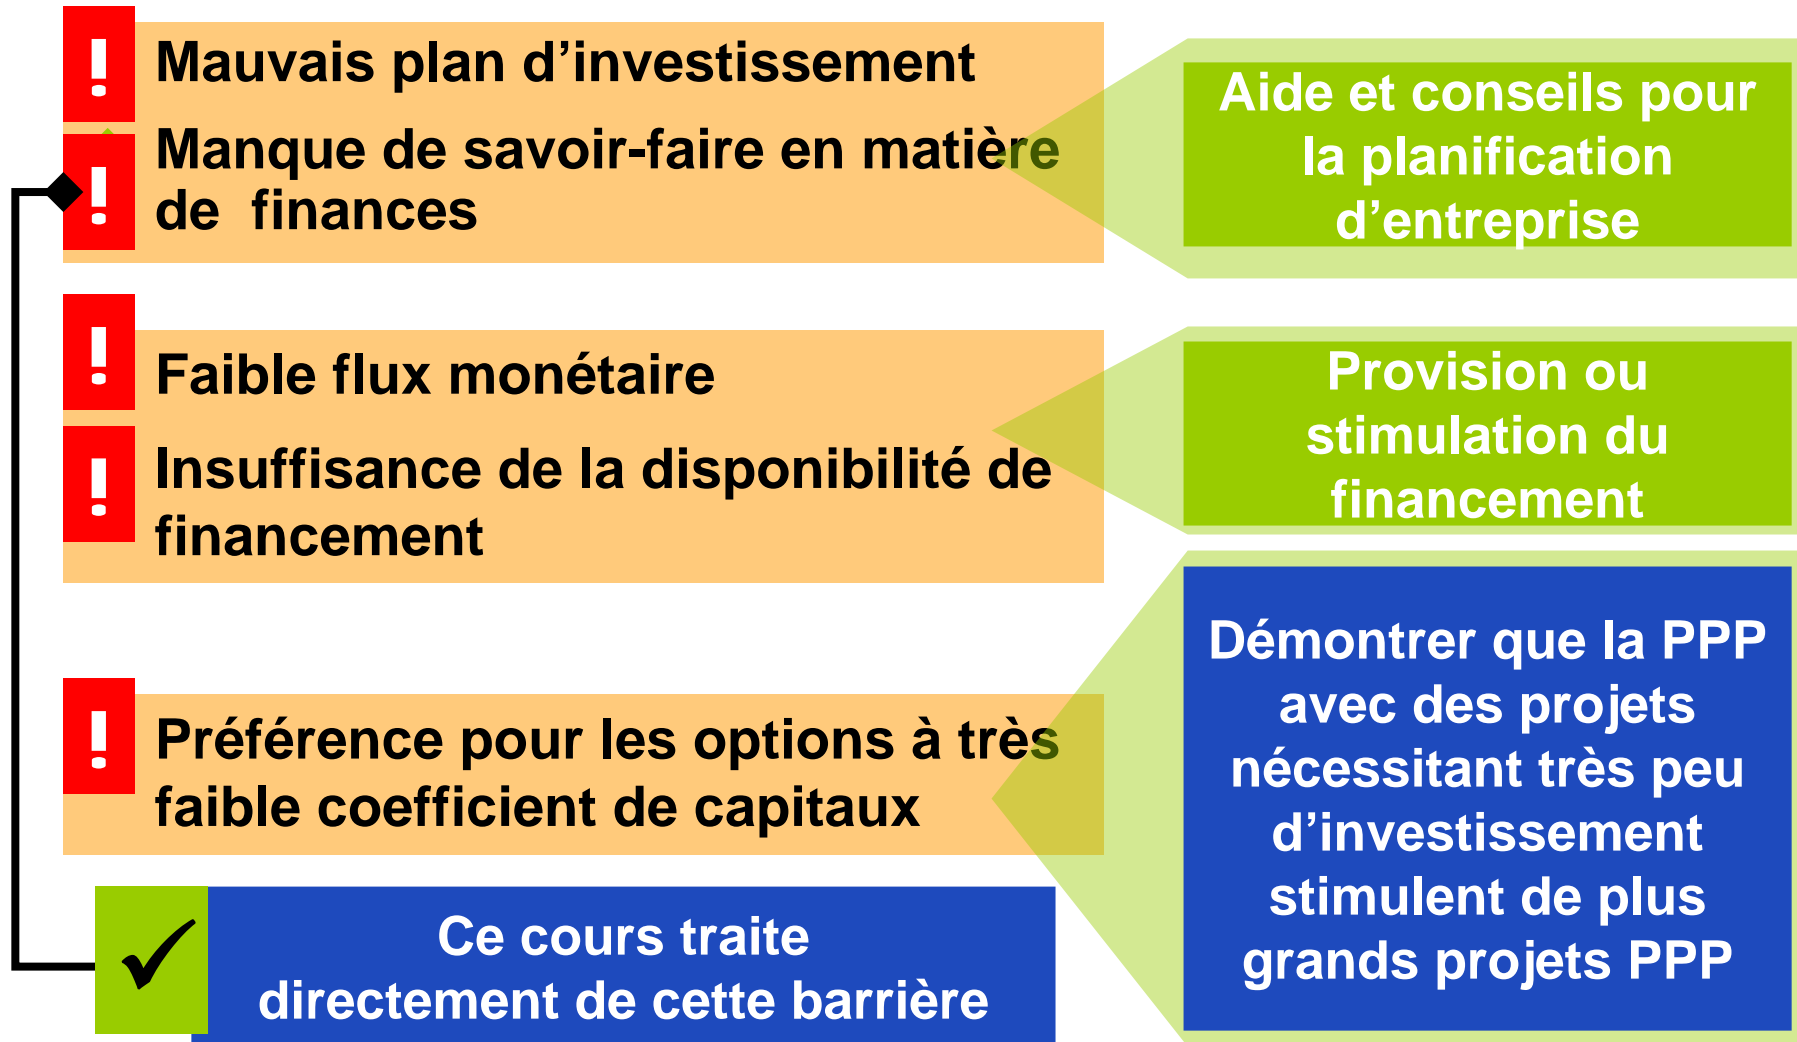 !
Mauvais plan d’investissement
!
Manque de savoir-faire en matière
de  finances
Aide et conseils pour
la planification
d’entreprise
!
Faible flux monétaire
!
Insuffisance de la disponibilité de
financement
Provision ou
stimulation du
financement
!
Préférence pour les options à très
faible coefficient de capitaux
Démontrer que la PPP
avec des projets
nécessitant très peu
d’investissement
stimulent de plus
grands projets PPP
Ce cours traite
directement de cette barrière